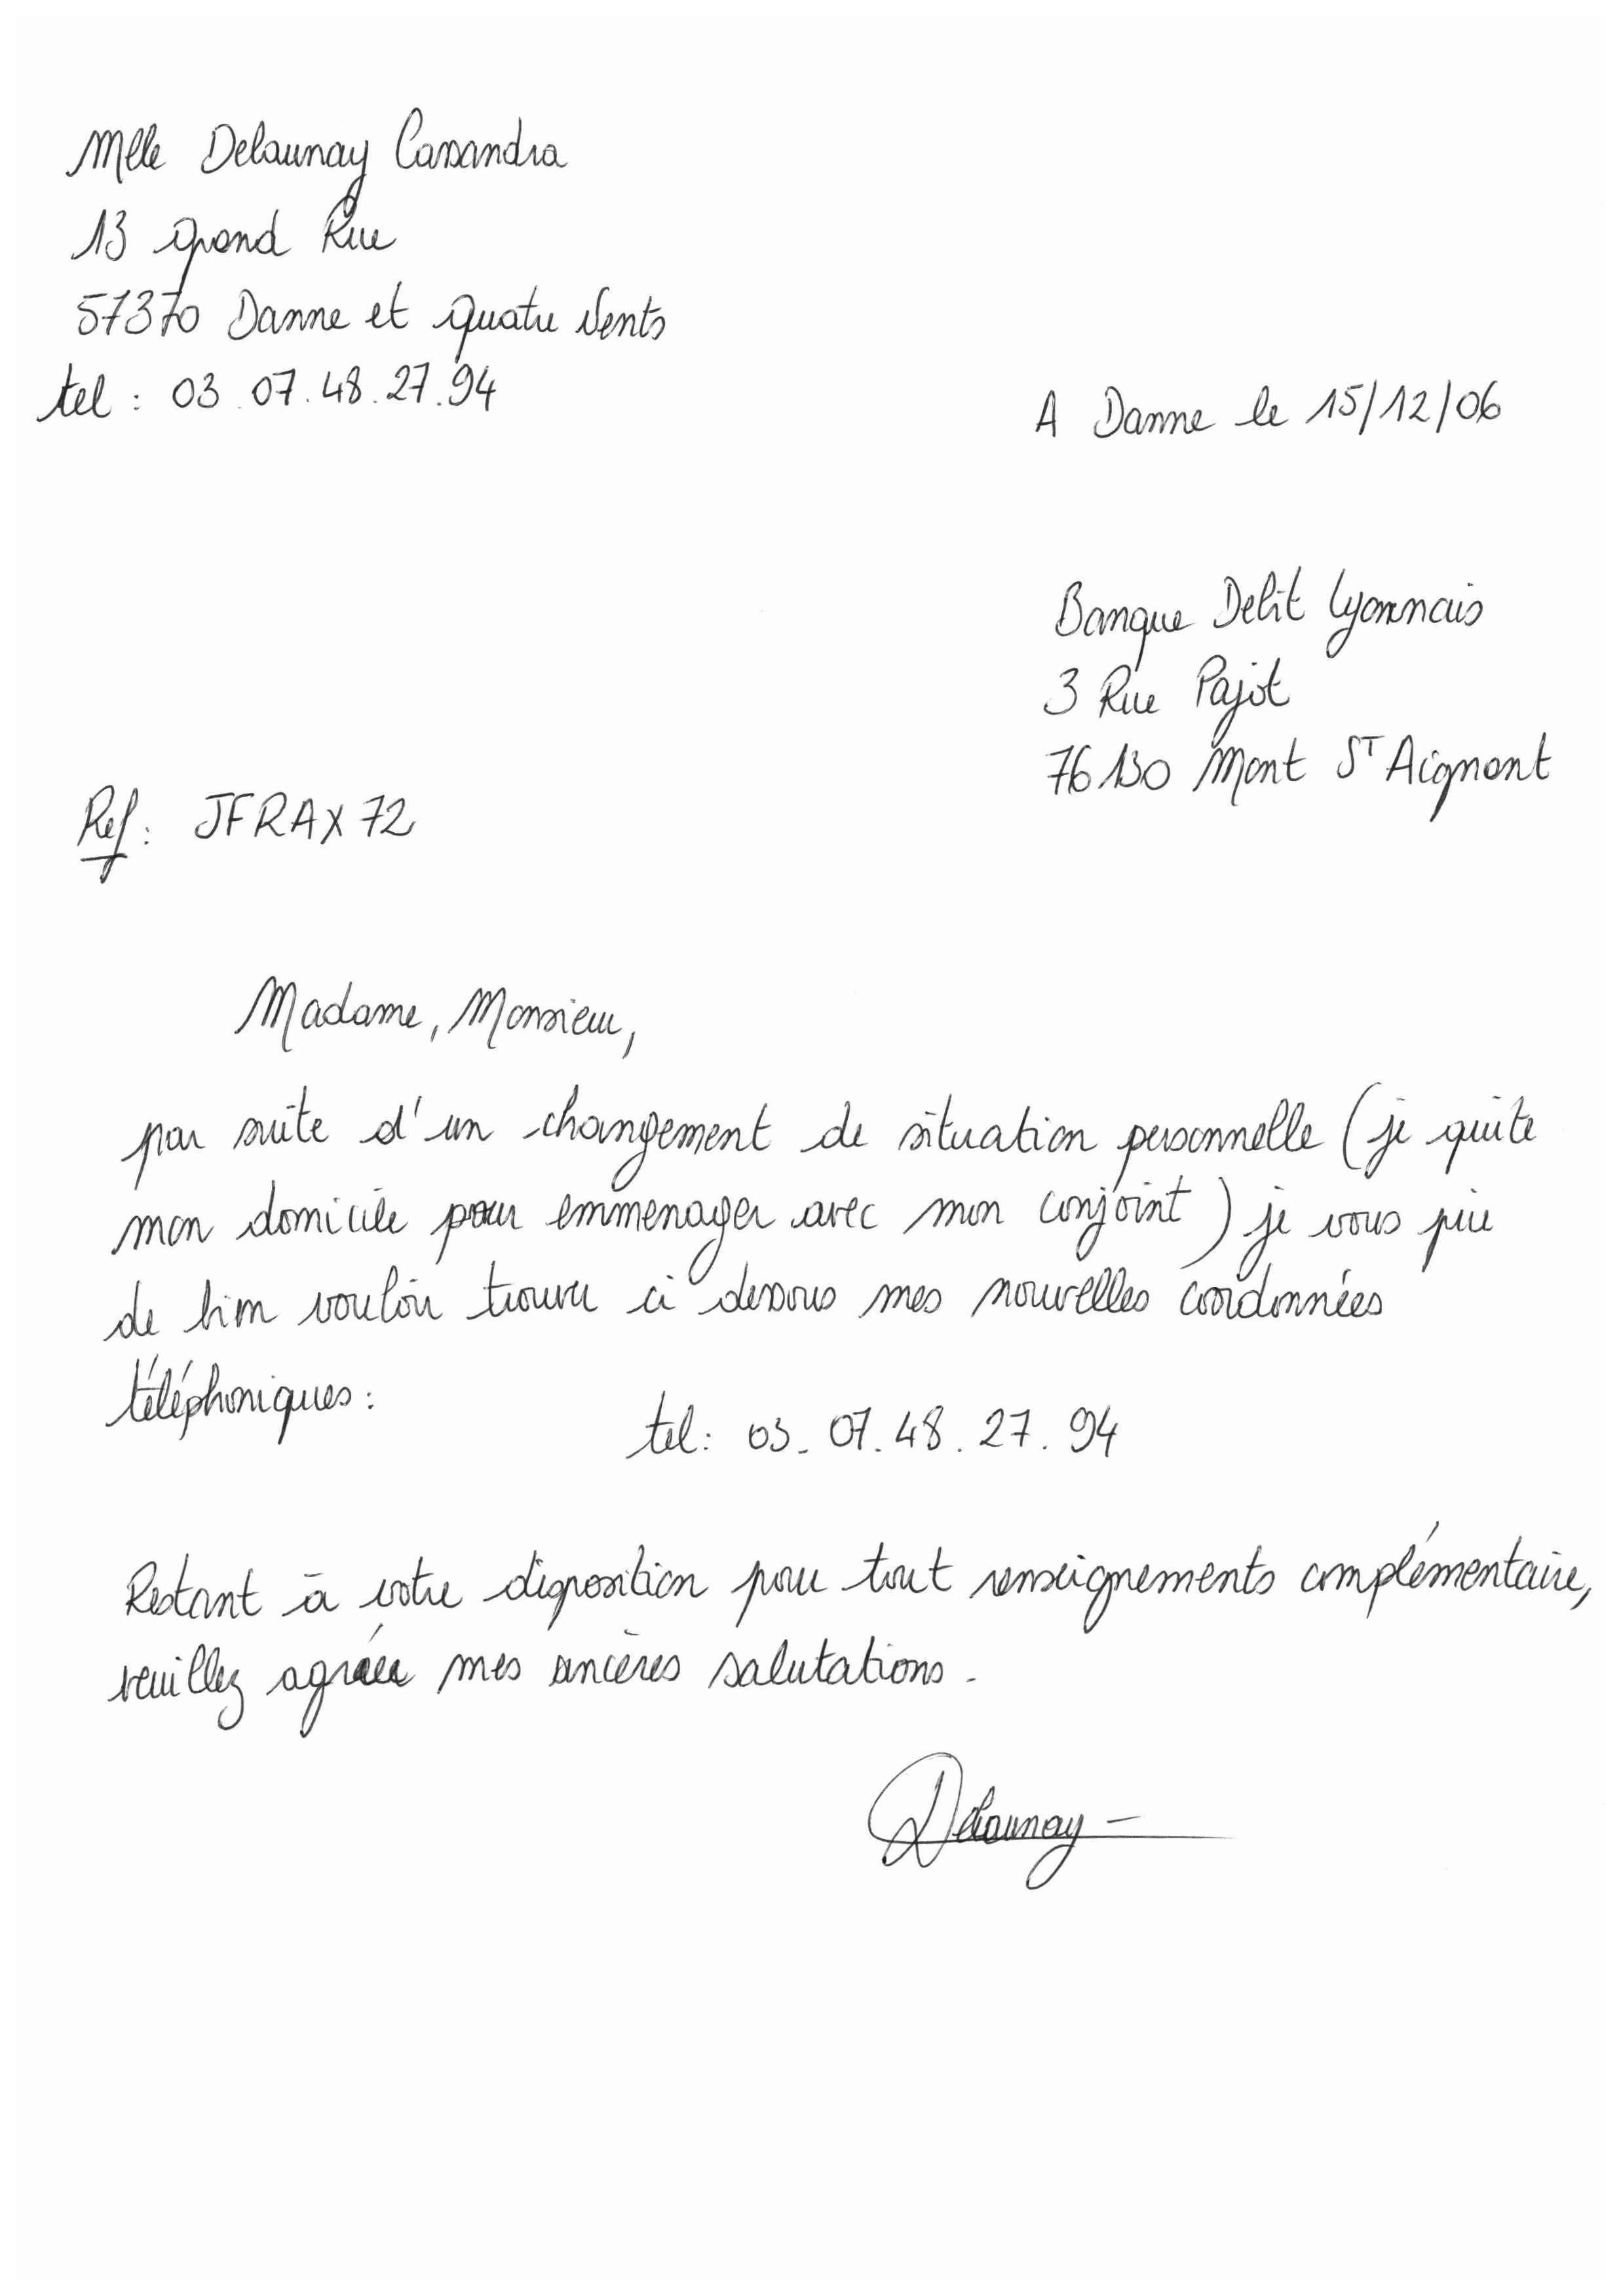 Mlle Delaunay Cassandra
13 grand Rue
57370 Danne et quatre Vents
tel : 03.07.48.27.94
A Danne le 15/12/06
Banque Debit Lyonnais
3 Rue Pajot
76130 Mont ST Aignant
Ref : JFRAX72
Madame, Monsieur,
par suite d'un changement de situation personnelle (je quite
mon domicile pour emmenager avec mon conjoint) je vous prie
de bien vouloir trouver ci dessous mes nouvelles coordonnées
téléphoniques :
tel : 03.07.48.27.94
Restant à votre disposition pour tout renseignements complémentaire,
veuillez agréer mes sincères salutations.
Delaunay